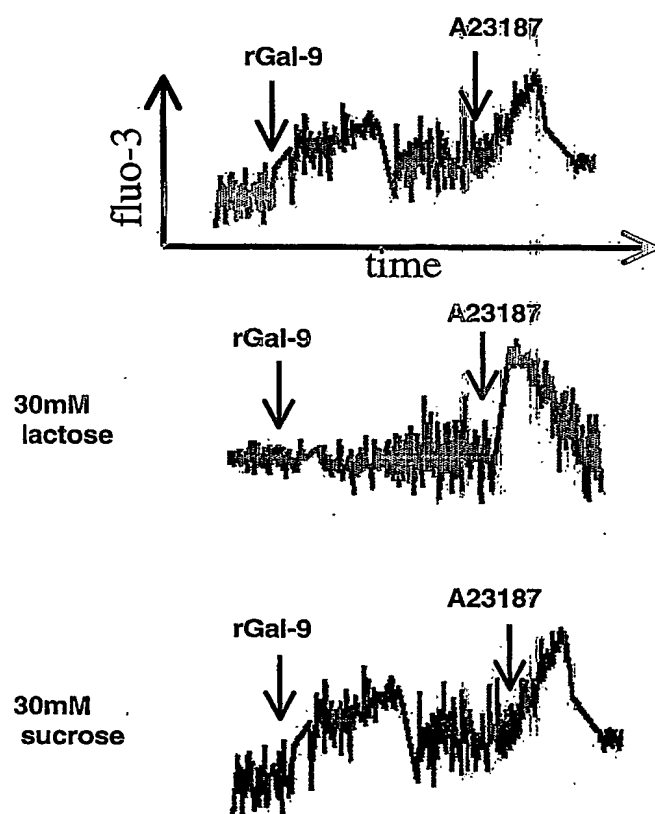 A23187
rGal-9
fluo-3
time
A23187
rGal-9
30mM
lactose
A23187
rGal-9
30mM
sucrose